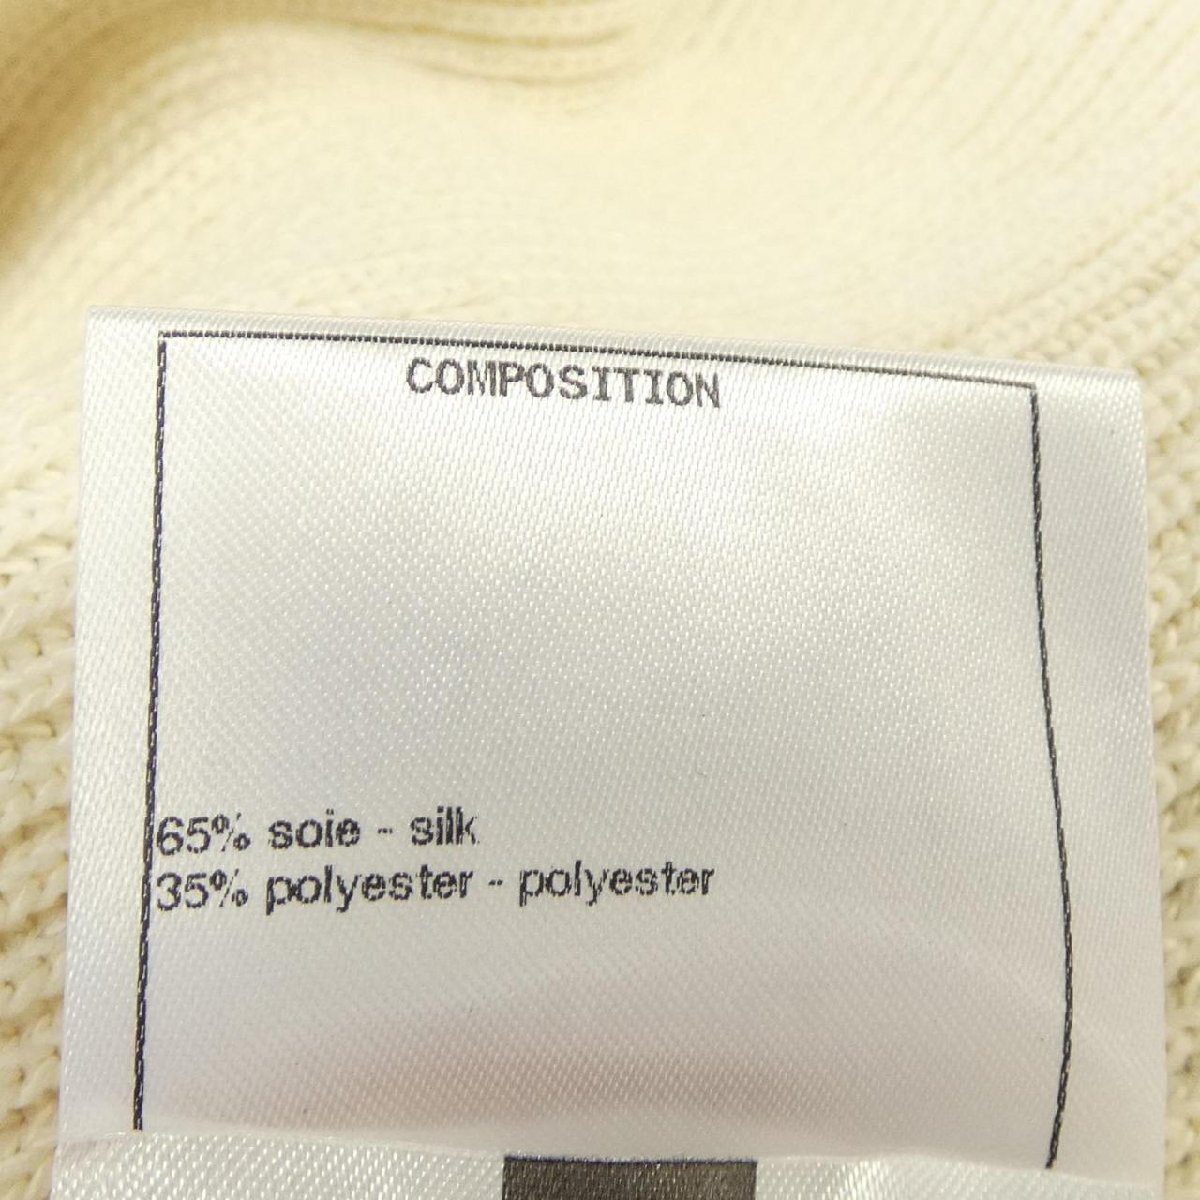 COMPOSITION
65% soie - silk
35% polyester - polyester